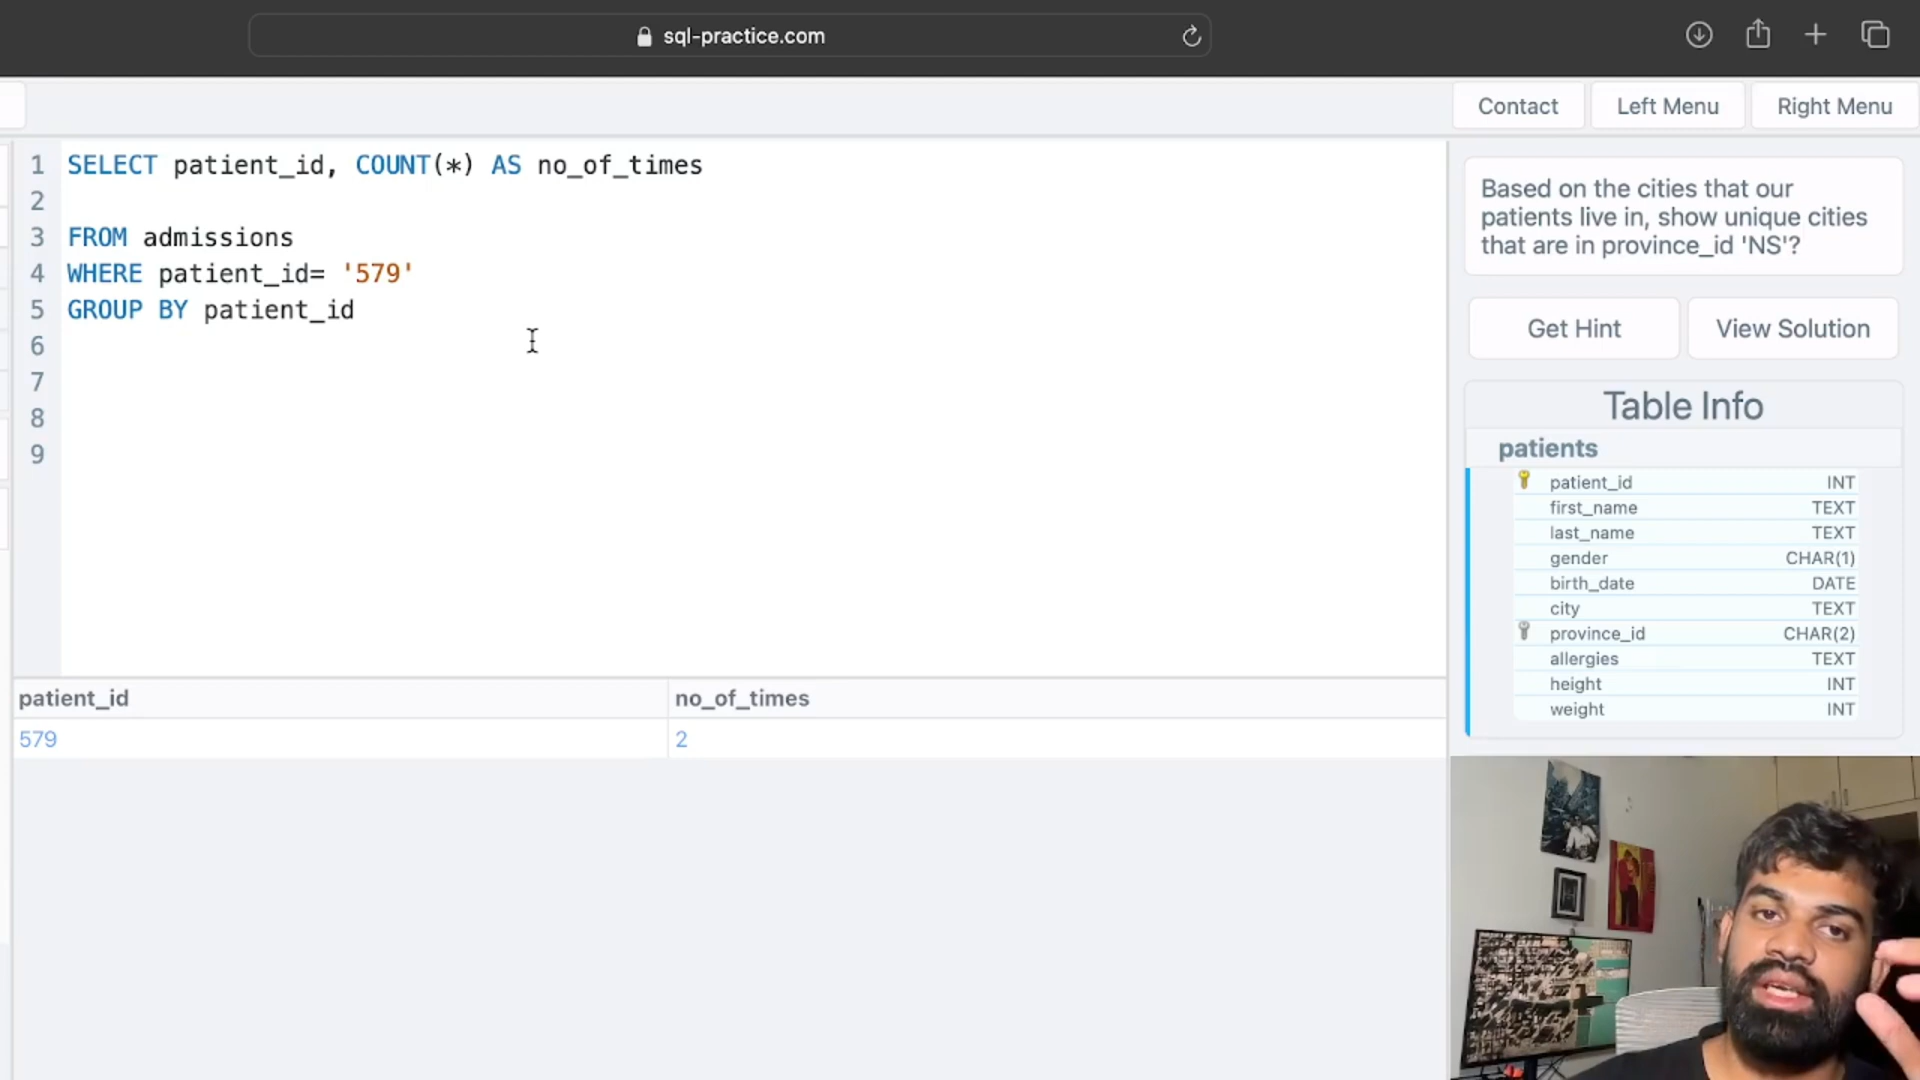 sql-practice.com
Contact
Left Menu
Right Menu
1 SELECT patient_id, COUNT(*) AS no_of_times
2
3 FROM admissions
4 WHERE patient_id= '579'
5 GROUP BY patient_id
6
7
8
9
patient_id no_of_times
579 2
Based on the cities that our
patients live in, show unique cities
that are in province_id 'NS'?
Get Hint
View Solution
Table Info
patients
patient_id INT
first_name TEXT
last_name TEXT
gender CHAR(1)
birth_date DATE
city TEXT
province_id CHAR(2)
allergies TEXT
height INT
weight INT